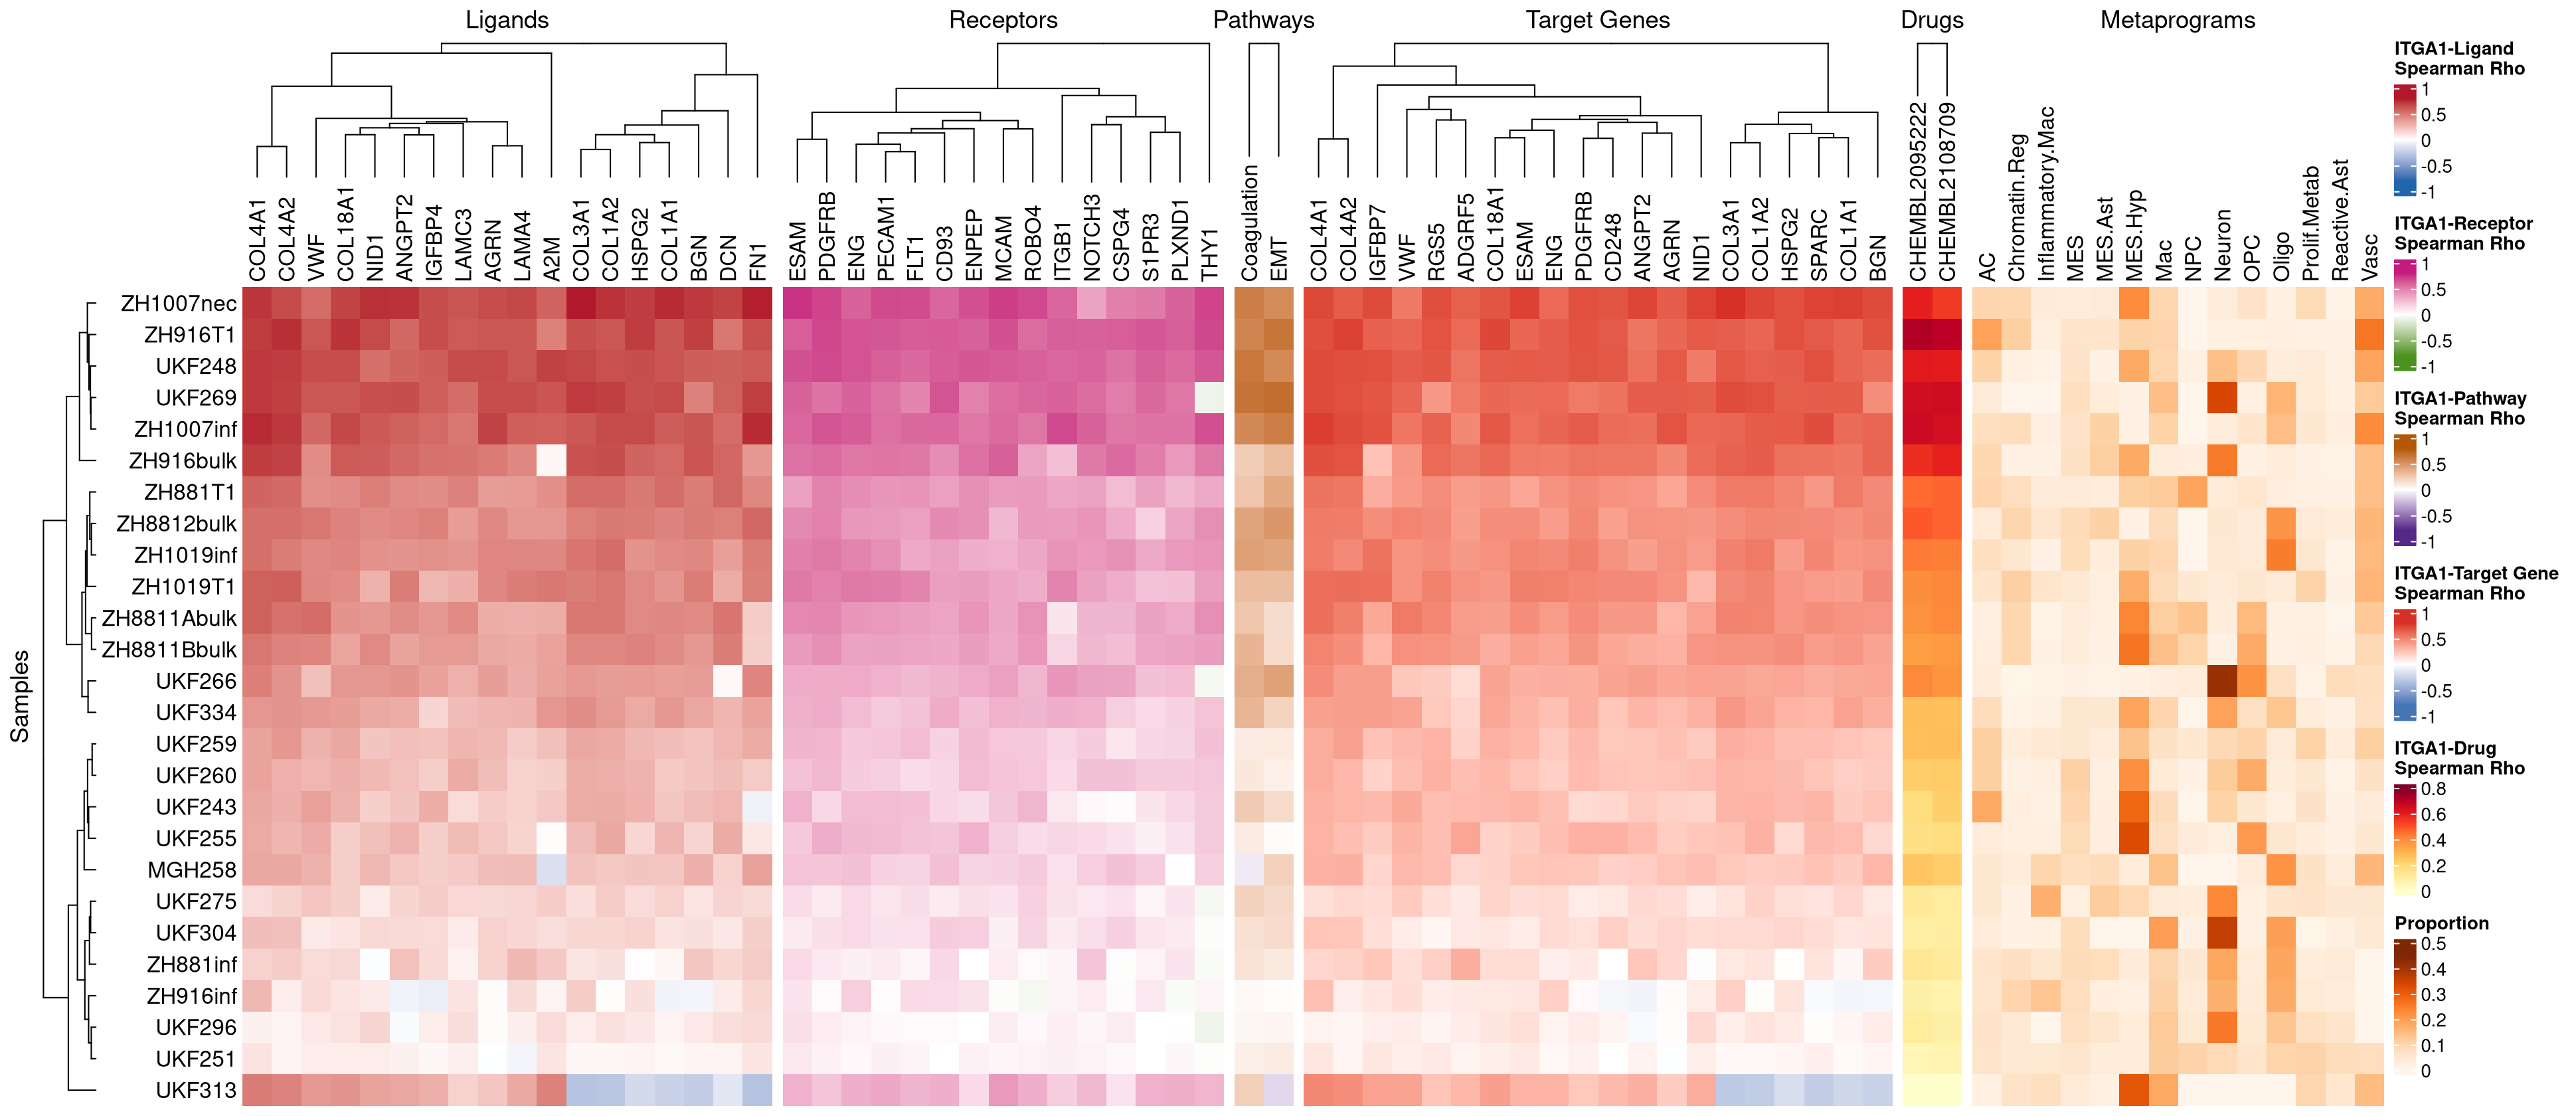 Ligands
Receptors
Pathways
Target Genes
Drugs
Metaprograms
COL4A1
COL4A2
VWF
COL18A1
NID1
ANGPT2
IGFBP4
LAMC3
AGRN
LAMA4
A2M
COL3A1
COL1A2
HSPG2
COL1A1
BGN
DCN
FN1
ESAM
PDGFRB
ENG
PECAM1
FLT1
CD93
ENPEP
MCAM
ROBO4
ITGB1
NOTCH3
CSPG4
S1PR3
PLXND1
THY1
Coagulation
EMT
COL4A1
COL4A2
IGFBP7
VWF
RGS5
ADGRF5
COL18A1
ESAM
ENG
PDGFRB
CD248
ANGPT2
AGRN
NID1
COL3A1
COL1A2
HSPG2
SPARC
COL1A1
BGN
CHEMBL2095222
CHEMBL2108709
AC
Chromatin.Reg
Inflammatory.Mac
MES
MES.Ast
MES.Hyp
Mac
NPC
Neuron
OPC
Oligo
Prolif.Metab
Reactive.Ast
Vasc
Samples
ZH1007nec
ZH916T1
UKF248
UKF269
ZH1007inf
ZH916bulk
ZH881T1
ZH8812bulk
ZH1019inf
ZH1019T1
ZH8811Abulk
ZH8811Bbulk
UKF266
UKF334
UKF259
UKF260
UKF243
UKF255
MGH258
UKF275
UKF304
ZH881inf
ZH916inf
UKF296
UKF251
UKF313
ITGA1-Ligand
Spearman Rho
1
0.5
0
-0.5
-1
ITGA1-Receptor
Spearman Rho
1
0.5
0
-0.5
-1
ITGA1-Pathway
Spearman Rho
1
0.5
0
-0.5
-1
ITGA1-Target Gene
Spearman Rho
1
0.5
0
-0.5
-1
ITGA1-Drug
Spearman Rho
0.8
0.6
0.4
0.2
0
Proportion
0.5
0.4
0.3
0.2
0.1
0